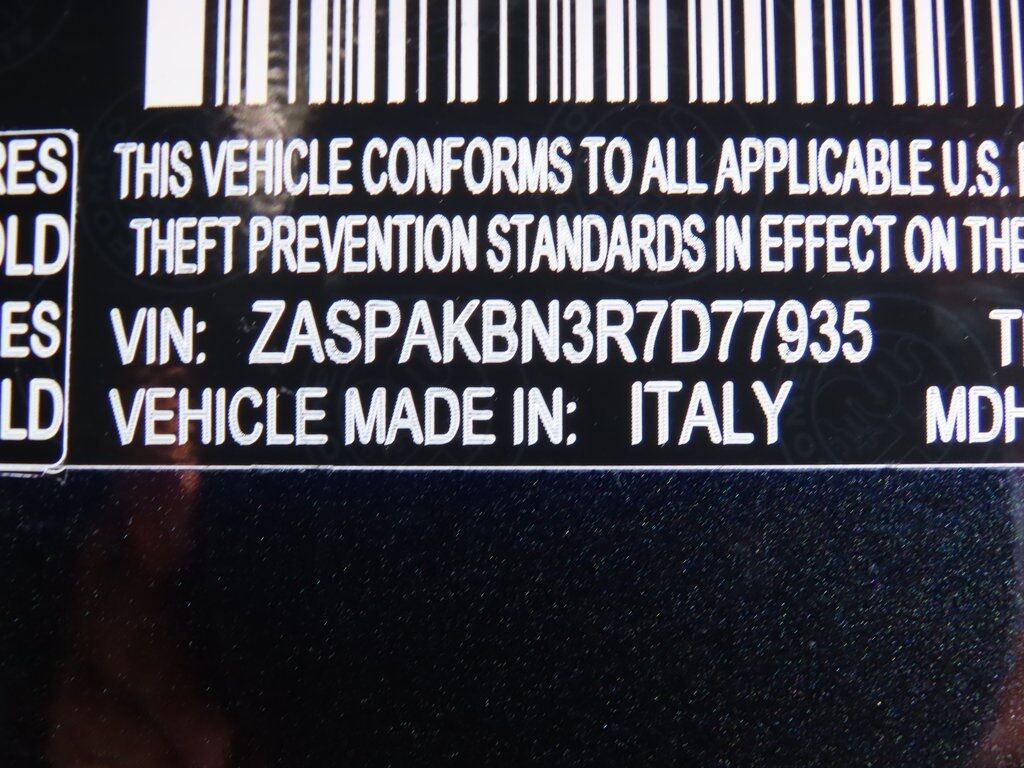 RES
OLD
ES
LD
THIS VEHICLE CONFORMS TO ALL APPLICABLE U.S.
THEFT PREVENTION STANDARDS IN EFFECT ON THE
VIN: ZASPAKBN3R7D77935 T
VEHICLE MADE IN: ITALY MDH